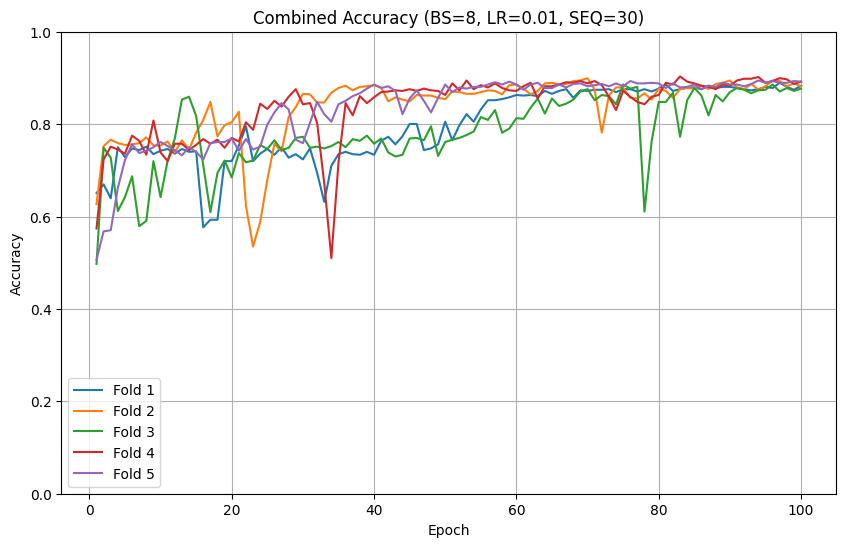 Combined Accuracy (BS=8, LR=0.01, SEQ=30)
1.0
0.8
0.6
0.4
0.2
0.0
Accuracy
Fold 1
Fold 2
Fold 3
Fold 4
Fold 5
0 20 40 60 80 100
Epoch